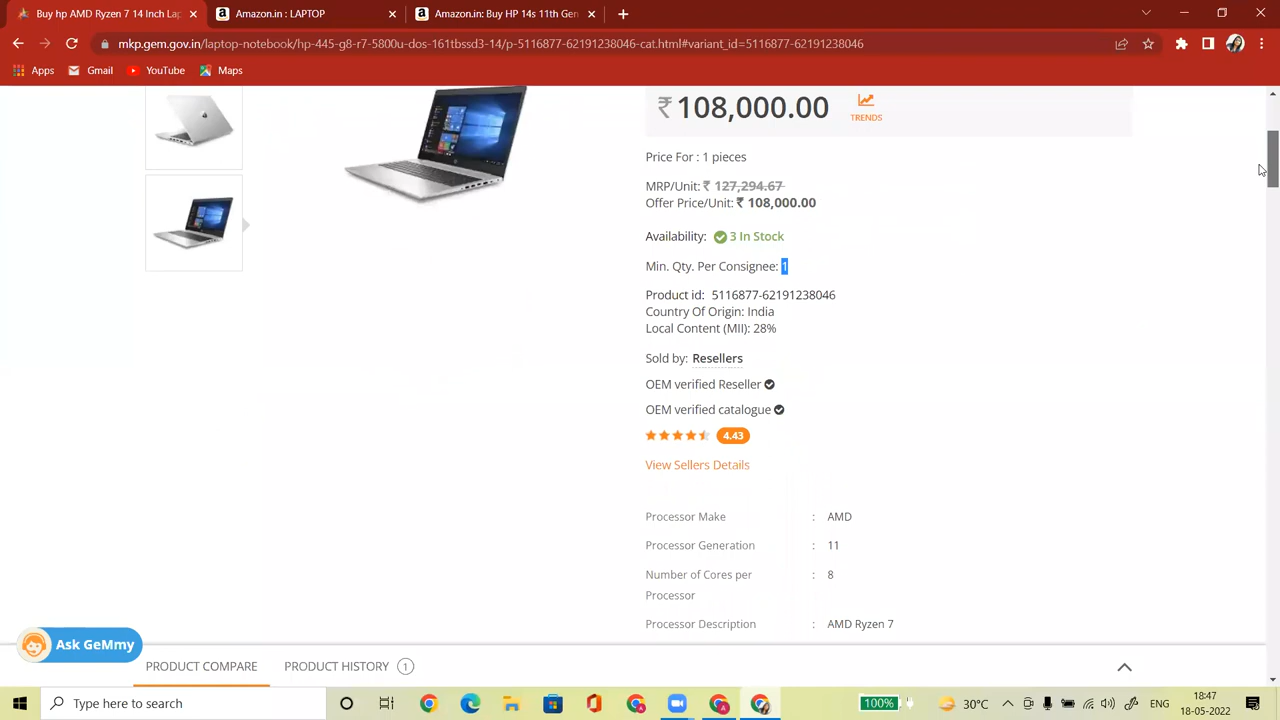 Buy hp AMD Ryzen 7 14 Inch Lap
Amazon.in : LAPTOP
Amazon.in: Buy HP 14s 11th Gen
mkp.gem.gov.in/laptop-notebook/hp-445-g8-r7-5800u-dos-161tbssd3-14/p-5116877-62191238046-cat.html#variant_id=5116877-62191238046
Apps
Gmail
YouTube
Maps
₹ 108,000.00
TRENDS
Price For : 1 pieces
MRP/Unit: ₹ 127,294.67
Offer Price/Unit: ₹ 108,000.00
Availability: 3 In Stock
Min. Qty. Per Consignee: 1
Product id: 5116877-62191238046
Country Of Origin: India
Local Content (MII): 28%
Sold by: Resellers
OEM verified Reseller
OEM verified catalogue
4.43
View Sellers Details
Processor Make : AMD
Processor Generation : 11
Number of Cores per : 8
Processor
Processor Description : AMD Ryzen 7
Ask GeMmy
PRODUCT COMPARE
PRODUCT HISTORY 1
Type here to search
100%
30°C
ENG
18:47
18-05-2022